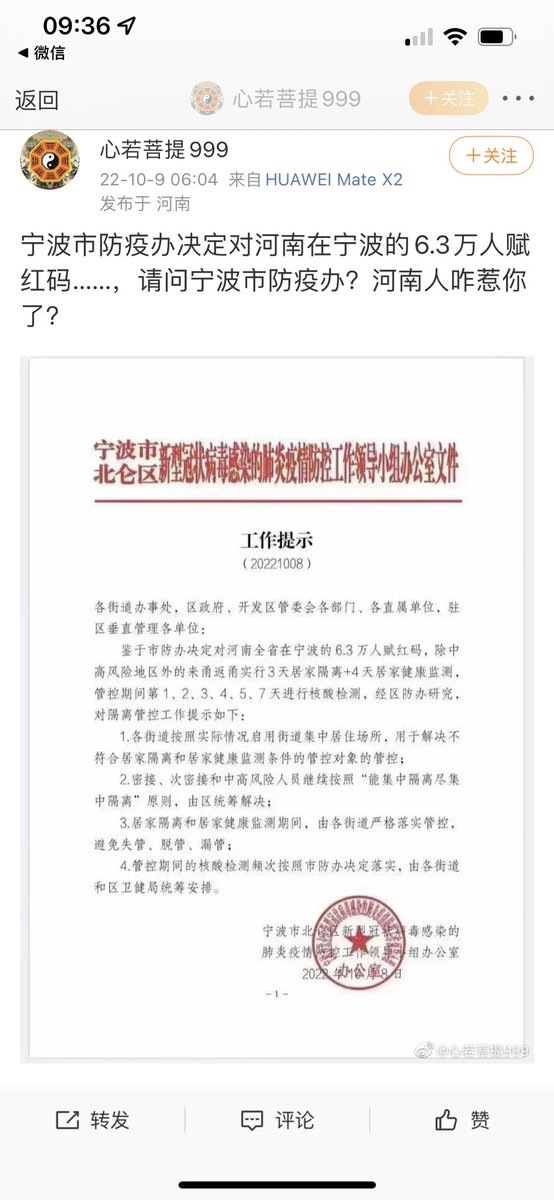 09:36
微信
返回
心若菩提999
+关注
心若菩提999
22-10-9 06:04 来自 HUAWEI Mate X2
发布于 河南
+关注
宁波市防疫办决定对河南在宁波的6.3万人赋
红码......，请问宁波市防疫办？河南人咋惹你
了？
宁波市
北仑区新型冠状病毒感染的肺炎疫情防控工作领导小组办公室文件
工作提示
（20221008）
各街道办事处，区政府、开发区管委会各部门、各直属单位，驻
区垂直管理各单位：
鉴于市防办决定对河南全省在宁波的6.3万人赋红码，除中
高风险地区外的来甬返甬实行3天居家隔离+4天居家健康监测，
管控期间第1、2、3、4、5、7天进行核酸检测，经区防办研究，
对隔离管控工作提示如下：
1.各街道按照实际情况启用街道集中居住场所，用于解决不
符合居家隔离和居家健康监测条件的管控对象的管控；
2.密接、次密接和中高风险人员继续按照“能集中隔离尽集
中隔离”原则，由区统筹解决；
3.居家隔离和居家健康监测期间，由各街道严格落实管控，
避免失管、脱管、漏管；
4.管控期间的核酸检测频次按照市防办决定落实，由各街道
和区卫健局统筹安排。
宁波市北仑区新型冠状病毒感染的
肺炎疫情防控工作领导小组办公室
2022年10月8日
办公室
-1-
@心若菩提999
转发
评论
赞